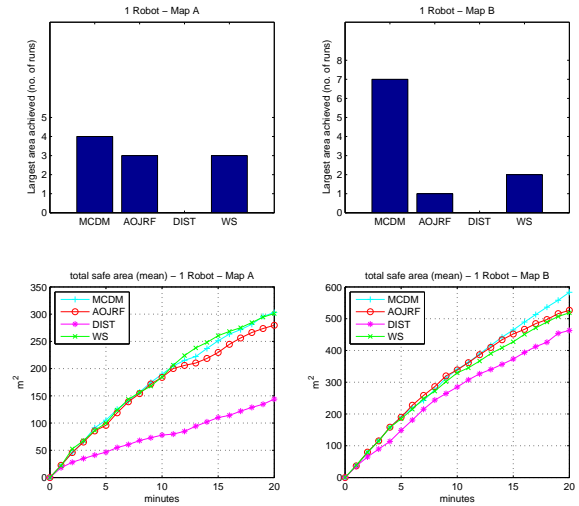 1 Robot – Map A
Largest area achieved (no. of runs)
5
4
3
2
1
0
MCDM AOJRF DIST WS
1 Robot – Map B
Largest area achieved (no. of runs)
8
7
6
5
4
3
2
1
0
MCDM AOJRF DIST WS
total safe area (mean) – 1 Robot – Map A
m2
350
300
250
200
150
100
50
0
MCDM
AOJRF
DIST
WS
0 5 10 15 20
minutes
total safe area (mean) – 1 Robot – Map B
m2
600
500
400
300
200
100
0
MCDM
AOJRF
DIST
WS
0 5 10 15 20
minutes